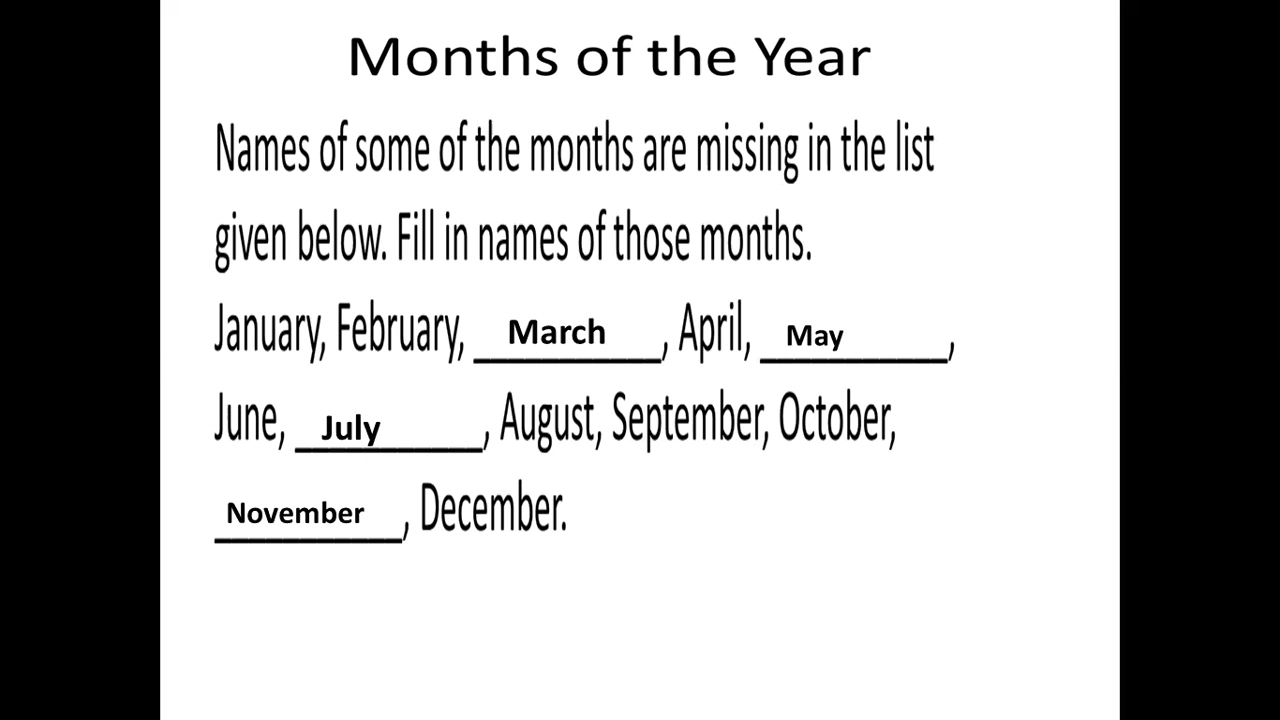 Months of the Year
Names of some of the months are missing in the list
given below. Fill in names of those months.
January, February, March, April, May,
June, July, August, September, October,
November, December.